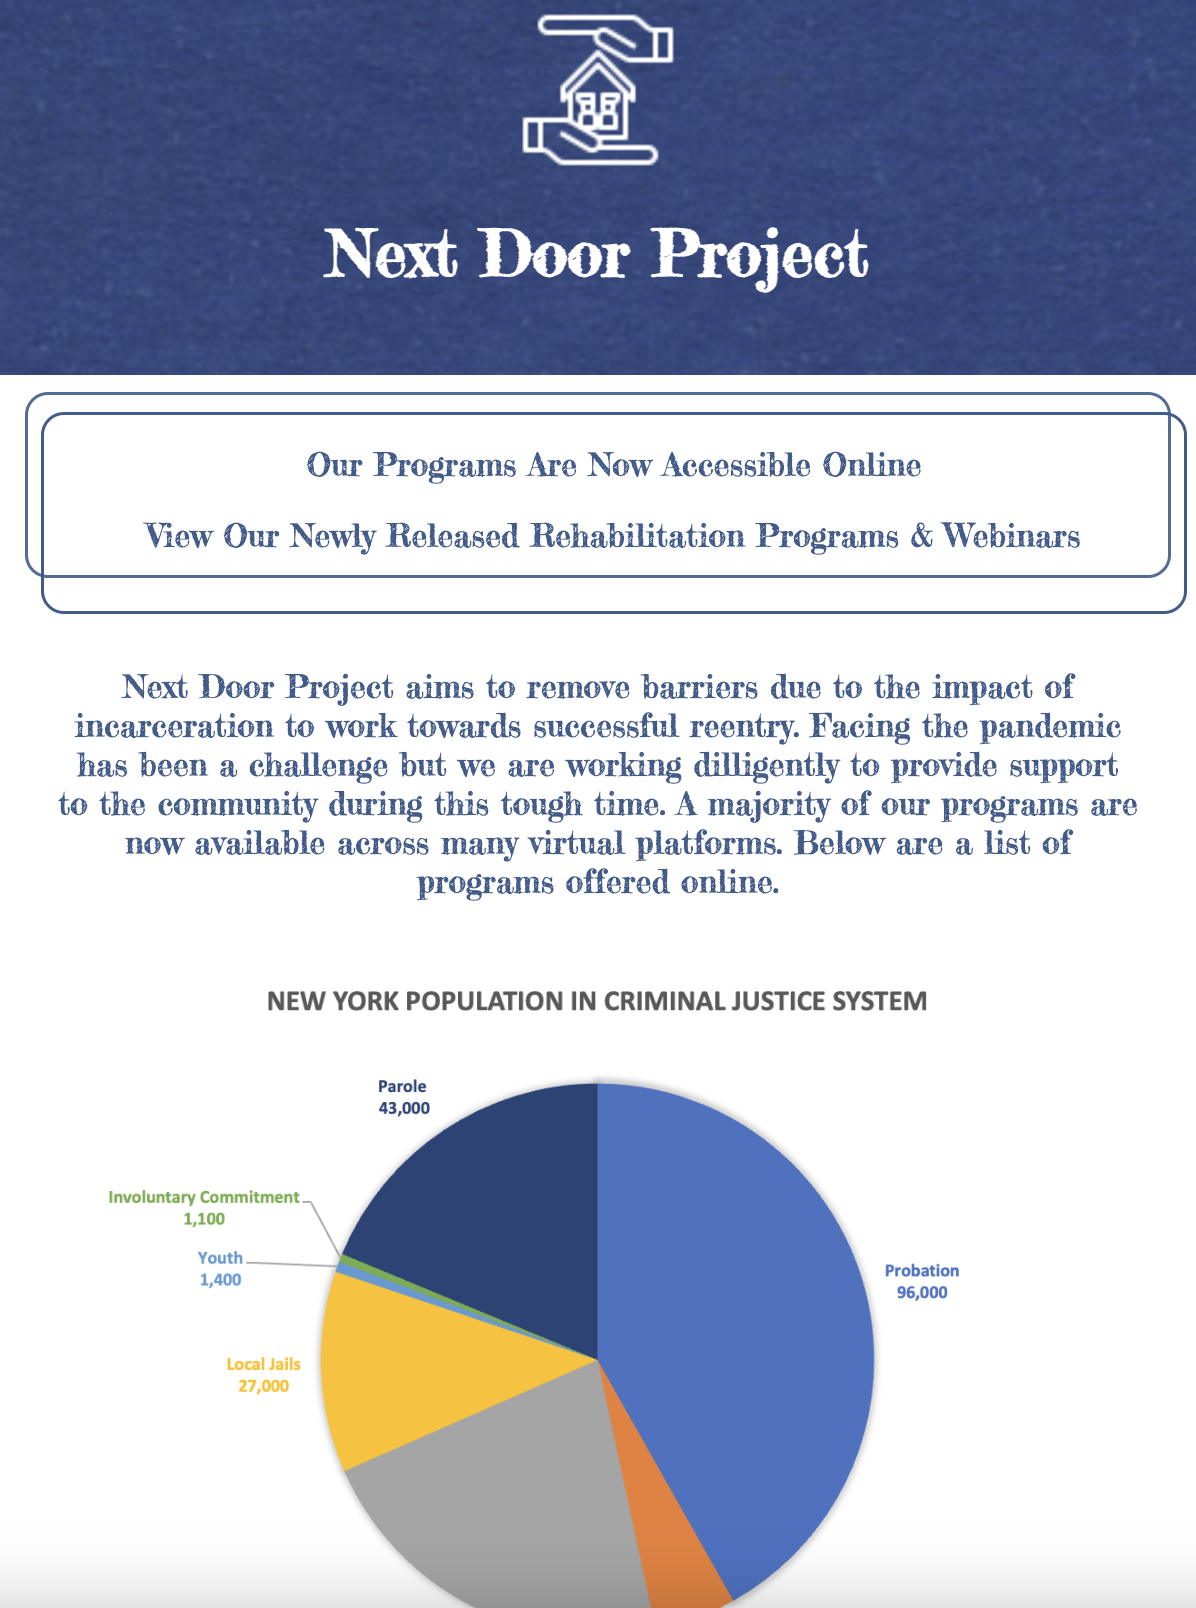 Next Door Project
Our Programs Are Now Accessible Online
View Our Newly Released Rehabilitation Programs & Webinars
Next Door Project aims to remove barriers due to the impact of
incarceration to work towards successful reentry. Facing the pandemic
has been a challenge but we are working dilligently to provide support
to the community during this tough time. A majority of our programs are
now available across many virtual platforms. Below are a list of
programs offered online.
NEW YORK POPULATION IN CRIMINAL JUSTICE SYSTEM
Parole
43,000
Involuntary Commitment
1,100
Youth
1,400
Probation
96,000
Local Jails
27,000